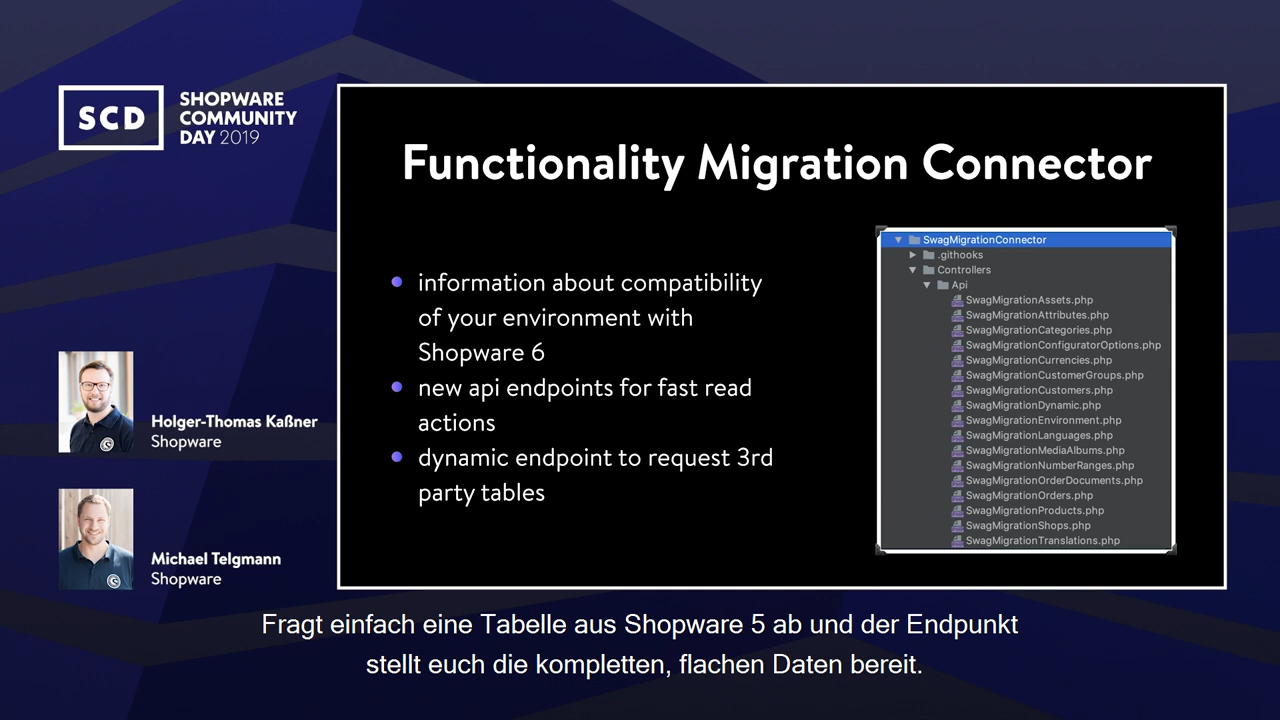 SCD
SHOPWARE
COMMUNITY
DAY 2019
Functionality Migration Connector
information about compatibility
of your environment with
Shopware 6
new api endpoints for fast read
actions
dynamic endpoint to request 3rd
party tables
SwagMigrationConnector
.githooks
Controllers
Api
SwagMigrationAssets.php
SwagMigrationAttributes.php
SwagMigrationCategories.php
SwagMigrationConfiguratorOptions.php
SwagMigrationCurrencies.php
SwagMigrationCustomerGroups.php
SwagMigrationCustomers.php
SwagMigrationDynamic.php
SwagMigrationEnvironment.php
SwagMigrationLanguages.php
SwagMigrationMediaAlbums.php
SwagMigrationNumberRanges.php
SwagMigrationOrderDocuments.php
SwagMigrationOrders.php
SwagMigrationProducts.php
SwagMigrationShops.php
SwagMigrationTranslations.php
Holger-Thomas Kaßner
Shopware
Michael Telgmann
Shopware
Fragt einfach eine Tabelle aus Shopware 5 ab und der Endpunkt
stellt euch die kompletten, flachen Daten bereit.